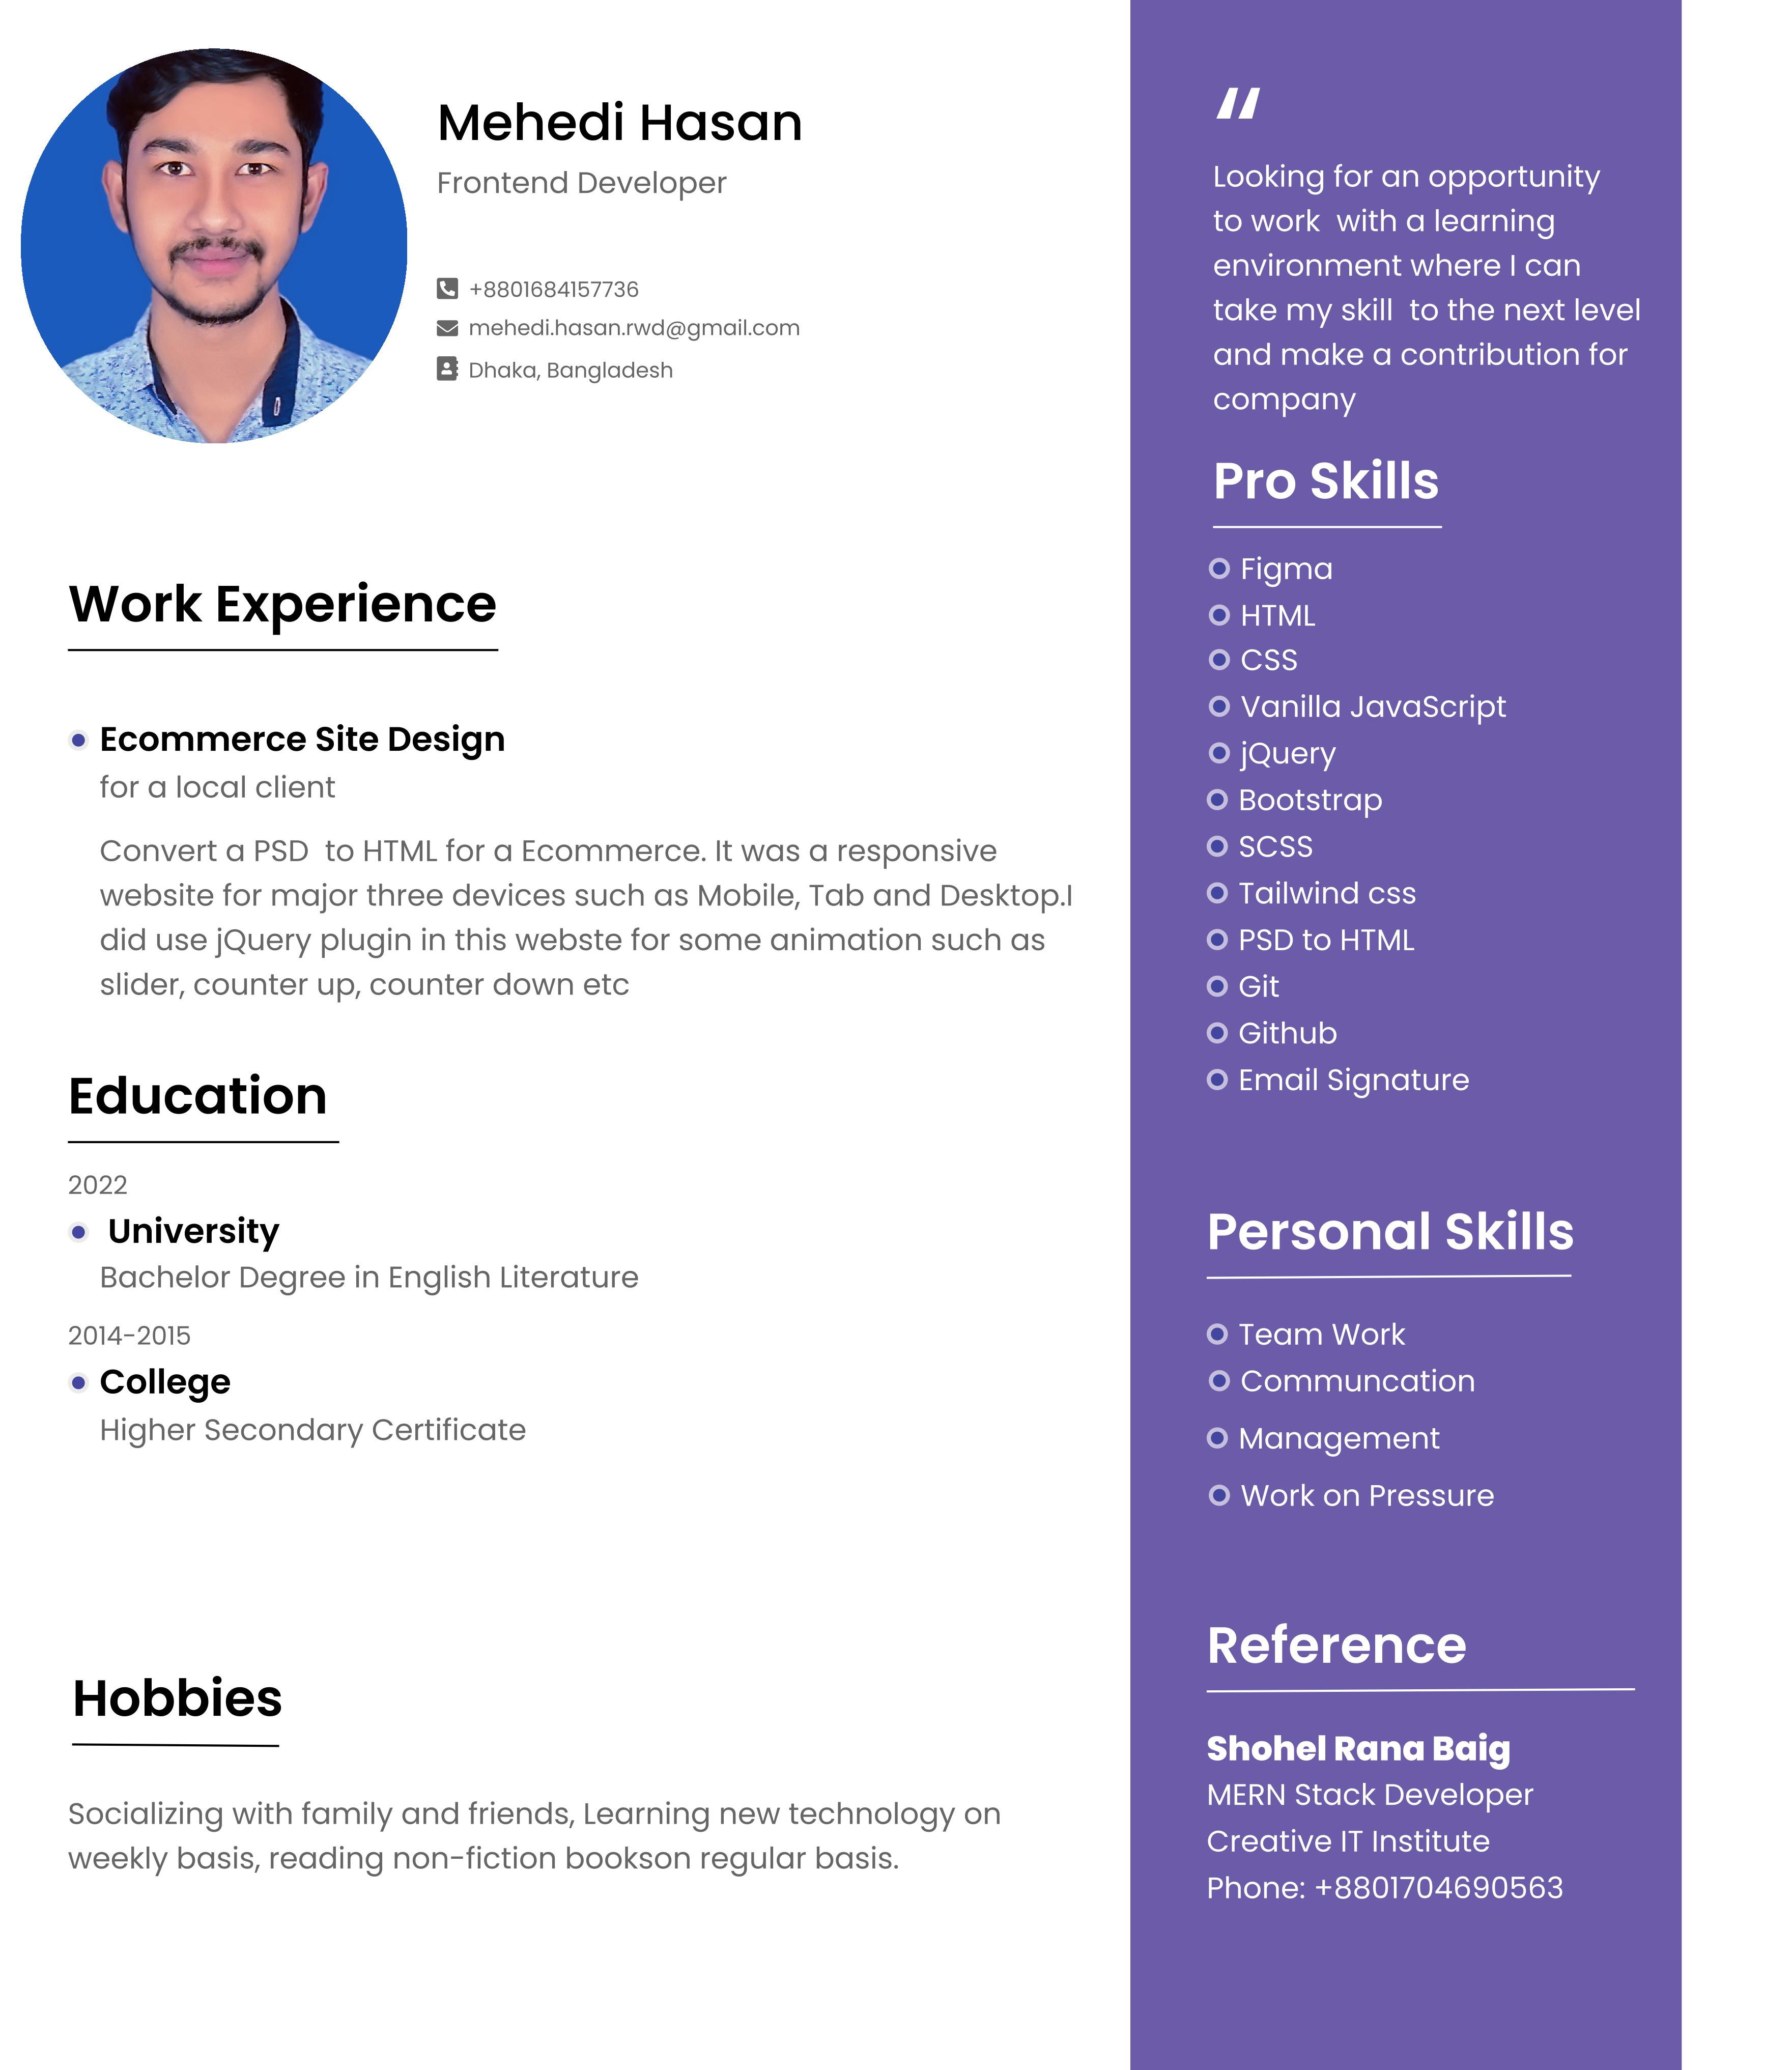 Mehedi Hasan
Frontend Developer
+8801684157736
mehedi.hasan.rwd@gmail.com
Dhaka, Bangladesh
Work Experience
Ecommerce Site Design
for a local client
Convert a PSD  to HTML for a Ecommerce. It was a responsive
website for major three devices such as Mobile, Tab and Desktop.I
did use jQuery plugin in this webste for some animation such as
slider, counter up, counter down etc
Education
2022
University
Bachelor Degree in English Literature
2014-2015
College
Higher Secondary Certificate
Hobbies
Socializing with family and friends, Learning new technology on
weekly basis, reading non-fiction bookson regular basis.
“
Looking for an opportunity
to work  with a learning
environment where I can
take my skill  to the next level
and make a contribution for
company
Pro Skills
Figma
HTML
CSS
Vanilla JavaScript
jQuery
Bootstrap
SCSS
Tailwind css
PSD to HTML
Git
Github
Email Signature
Personal Skills
Team Work
Communcation
Management
Work on Pressure
Reference
Shohel Rana Baig
MERN Stack Developer
Creative IT Institute
Phone: +8801704690563